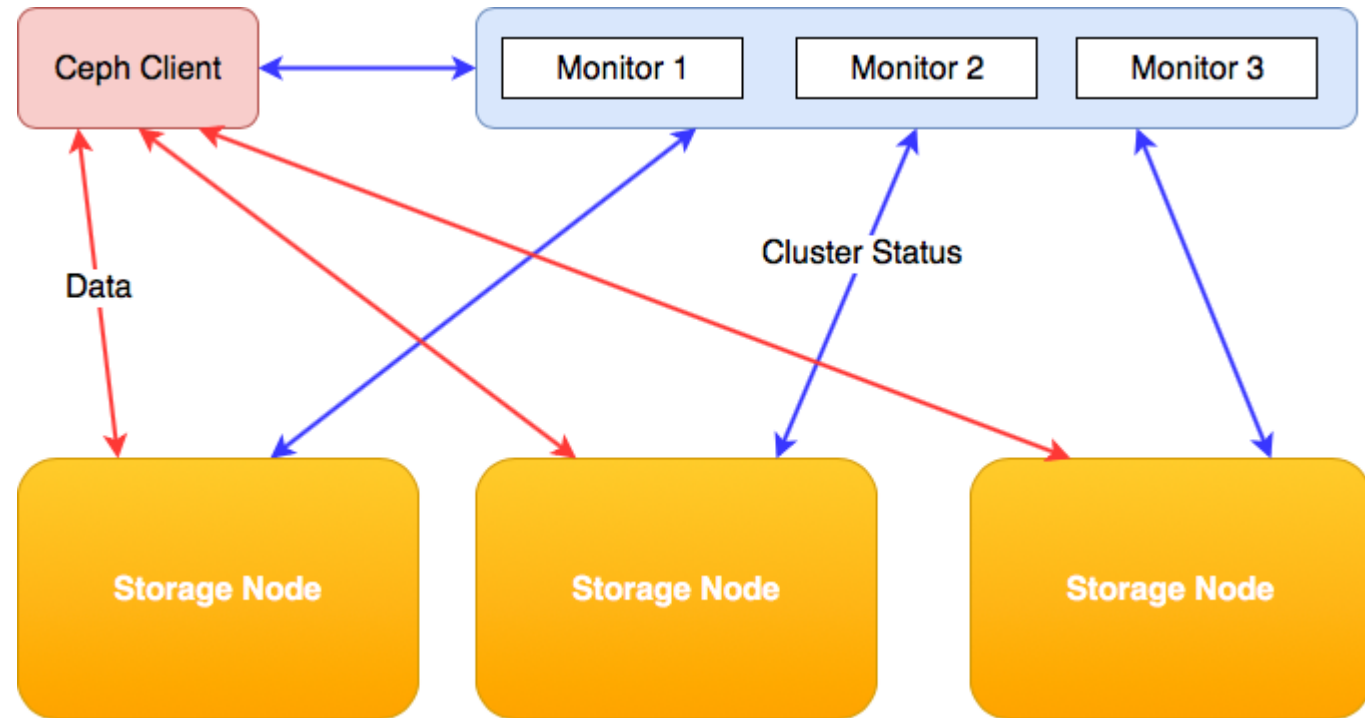 Ceph Client
Monitor 1
Monitor 2
Monitor 3
Cluster Status
Data
Storage Node
Storage Node
Storage Node